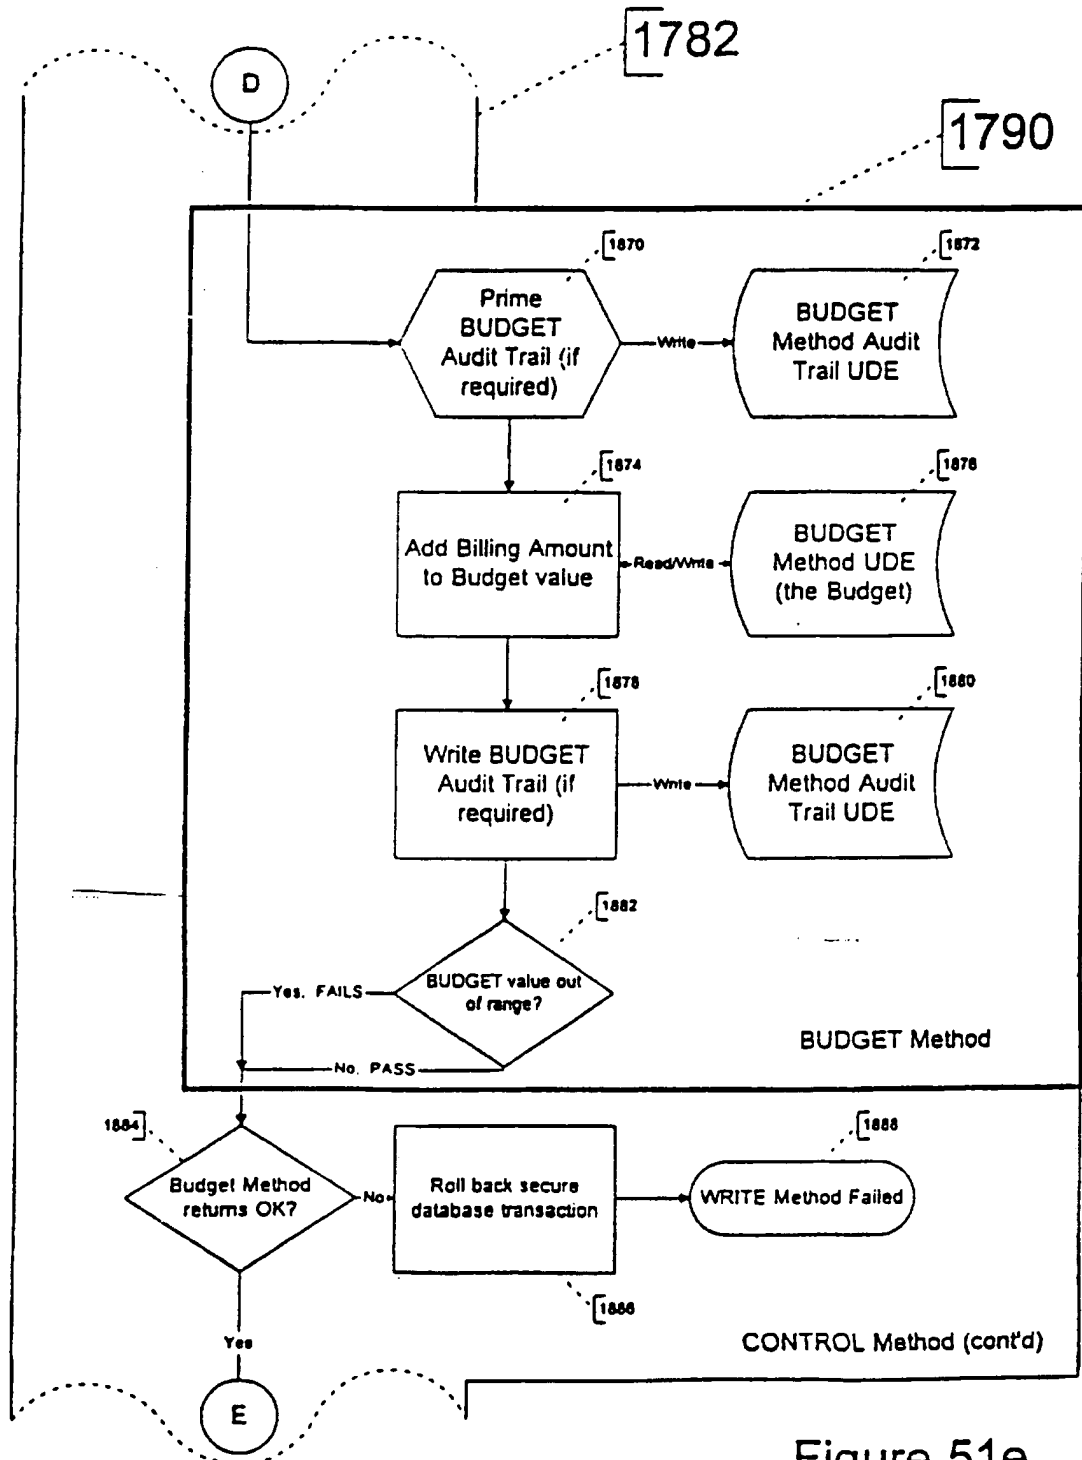 1782
D
1790
1870
1872
Prime
BUDGET
Audit Trail (if
required)
Write
BUDGET
Method Audit
Trail UDE
1874
1876
Add Billing Amount
to Budget value
Read/Write
BUDGET
Method UDE
(the Budget)
1878
1880
Write BUDGET
Audit Trail (if
required)
Write
BUDGET
Method Audit
Trail UDE
1882
BUDGET value out
of range?
Yes, FAILS
No, PASS
BUDGET Method
1884
1888
Budget Method
returns OK?
No
Roll back secure
database transaction
WRITE Method Failed
1886
Yes
CONTROL Method (cont'd)
E
Figure 51e